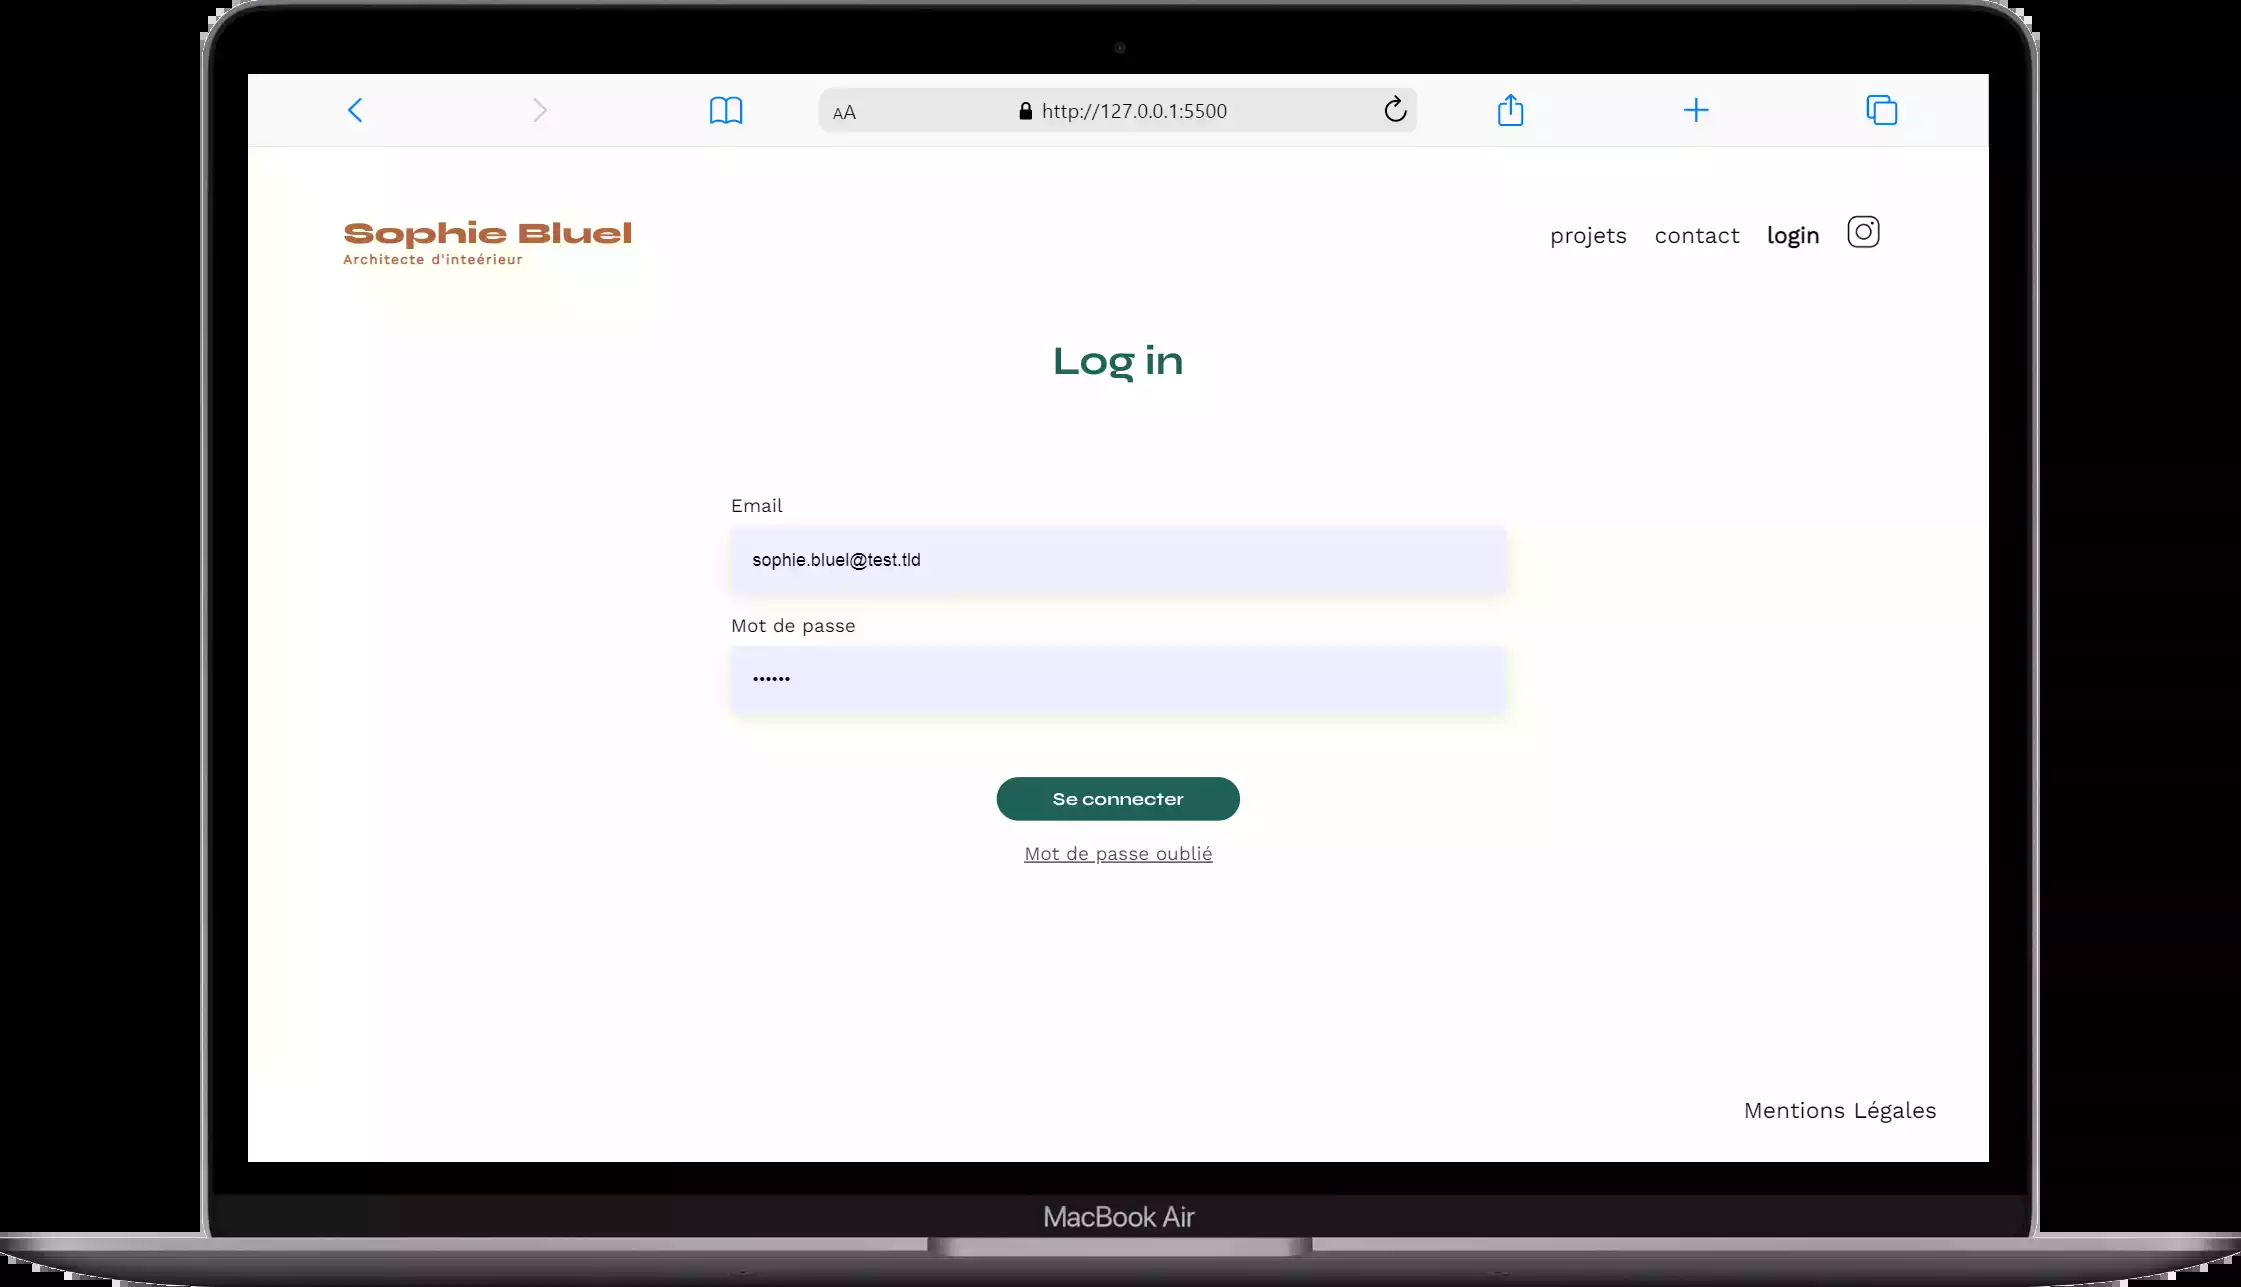 AA http://127.0.0.1:5500
Sophie Bluel
Architecte d'inteérieur
projets contact login
Log in
Email
sophie.bluel@test.tld
Mot de passe
••••••
Se connecter
Mot de passe oublié
Mentions Légales
MacBook Air